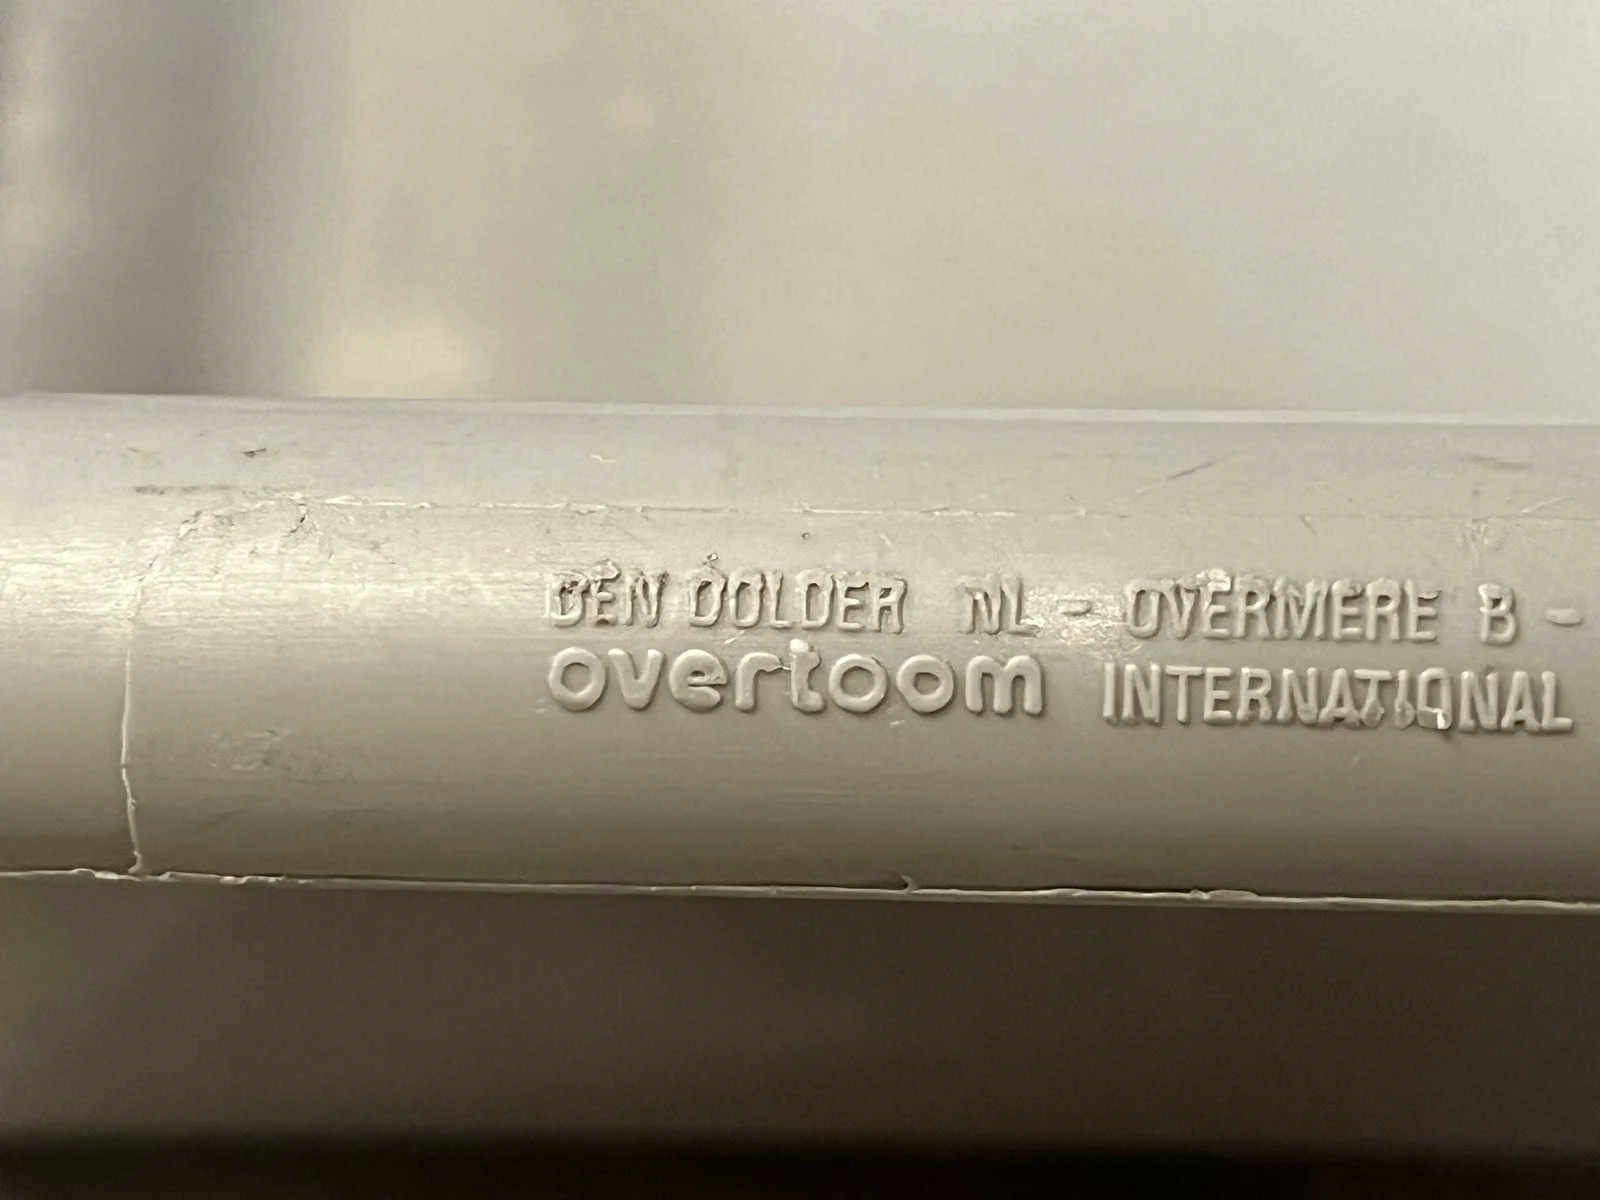 DEN DOLDER NL - OVERMERE B -
overtoom INTERNATIONAL